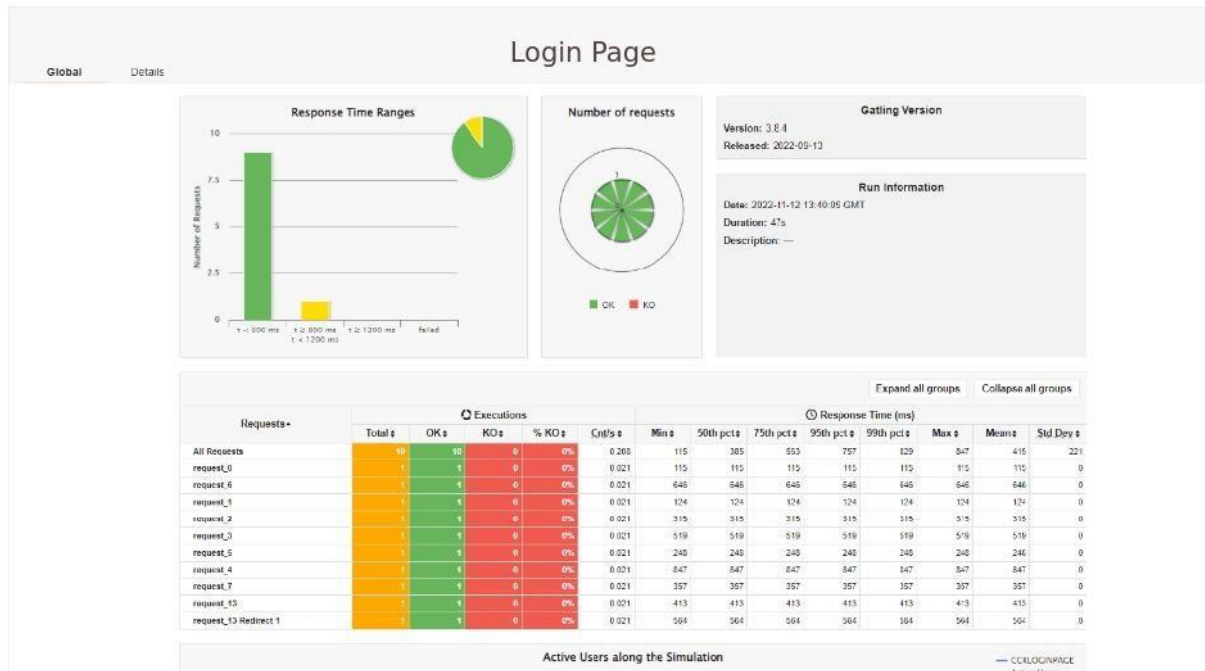 Login Page
Global Details
Response Time Ranges
10
7.5
5
2.5
0
Number of Requests
t < 800 ms
t ≥ 800 ms
t < 1200 ms
t ≥ 1200 ms
failed
Number of requests
1
OK KO
Gatling Version
Version: 3.8.4
Released: 2022-09-13
Run Information
Date: 2022-11-12 13:40:09 GMT
Duration: 47s
Description: —
Expand all groups Collapse all groups
Requests Executions Response Time (ms)
Total OK KO % KO Cnt/s Min 50th pct 75th pct 95th pct 99th pct Max Mean Std Dev
All Requests 10 10 0 0% 0.208 115 385 553 757 829 847 415 221
request_0 1 1 0 0% 0.021 115 115 115 115 115 115 115 0
request_6 1 1 0 0% 0.021 646 646 646 646 646 646 646 0
request_1 1 1 0 0% 0.021 124 124 124 124 124 124 124 0
request_2 1 1 0 0% 0.021 315 315 315 315 315 315 315 0
request_3 1 1 0 0% 0.021 519 519 519 519 519 519 519 0
request_5 1 1 0 0% 0.021 248 248 248 248 248 248 248 0
request_4 1 1 0 0% 0.021 847 847 847 847 847 847 847 0
request_7 1 1 0 0% 0.021 357 357 357 357 357 357 357 0
request_13 1 1 0 0% 0.021 413 413 413 413 413 413 413 0
request_13 Redirect 1 1 1 0 0% 0.021 564 564 564 564 564 564 564 0
Active Users along the Simulation
CCRLOGINPAGE